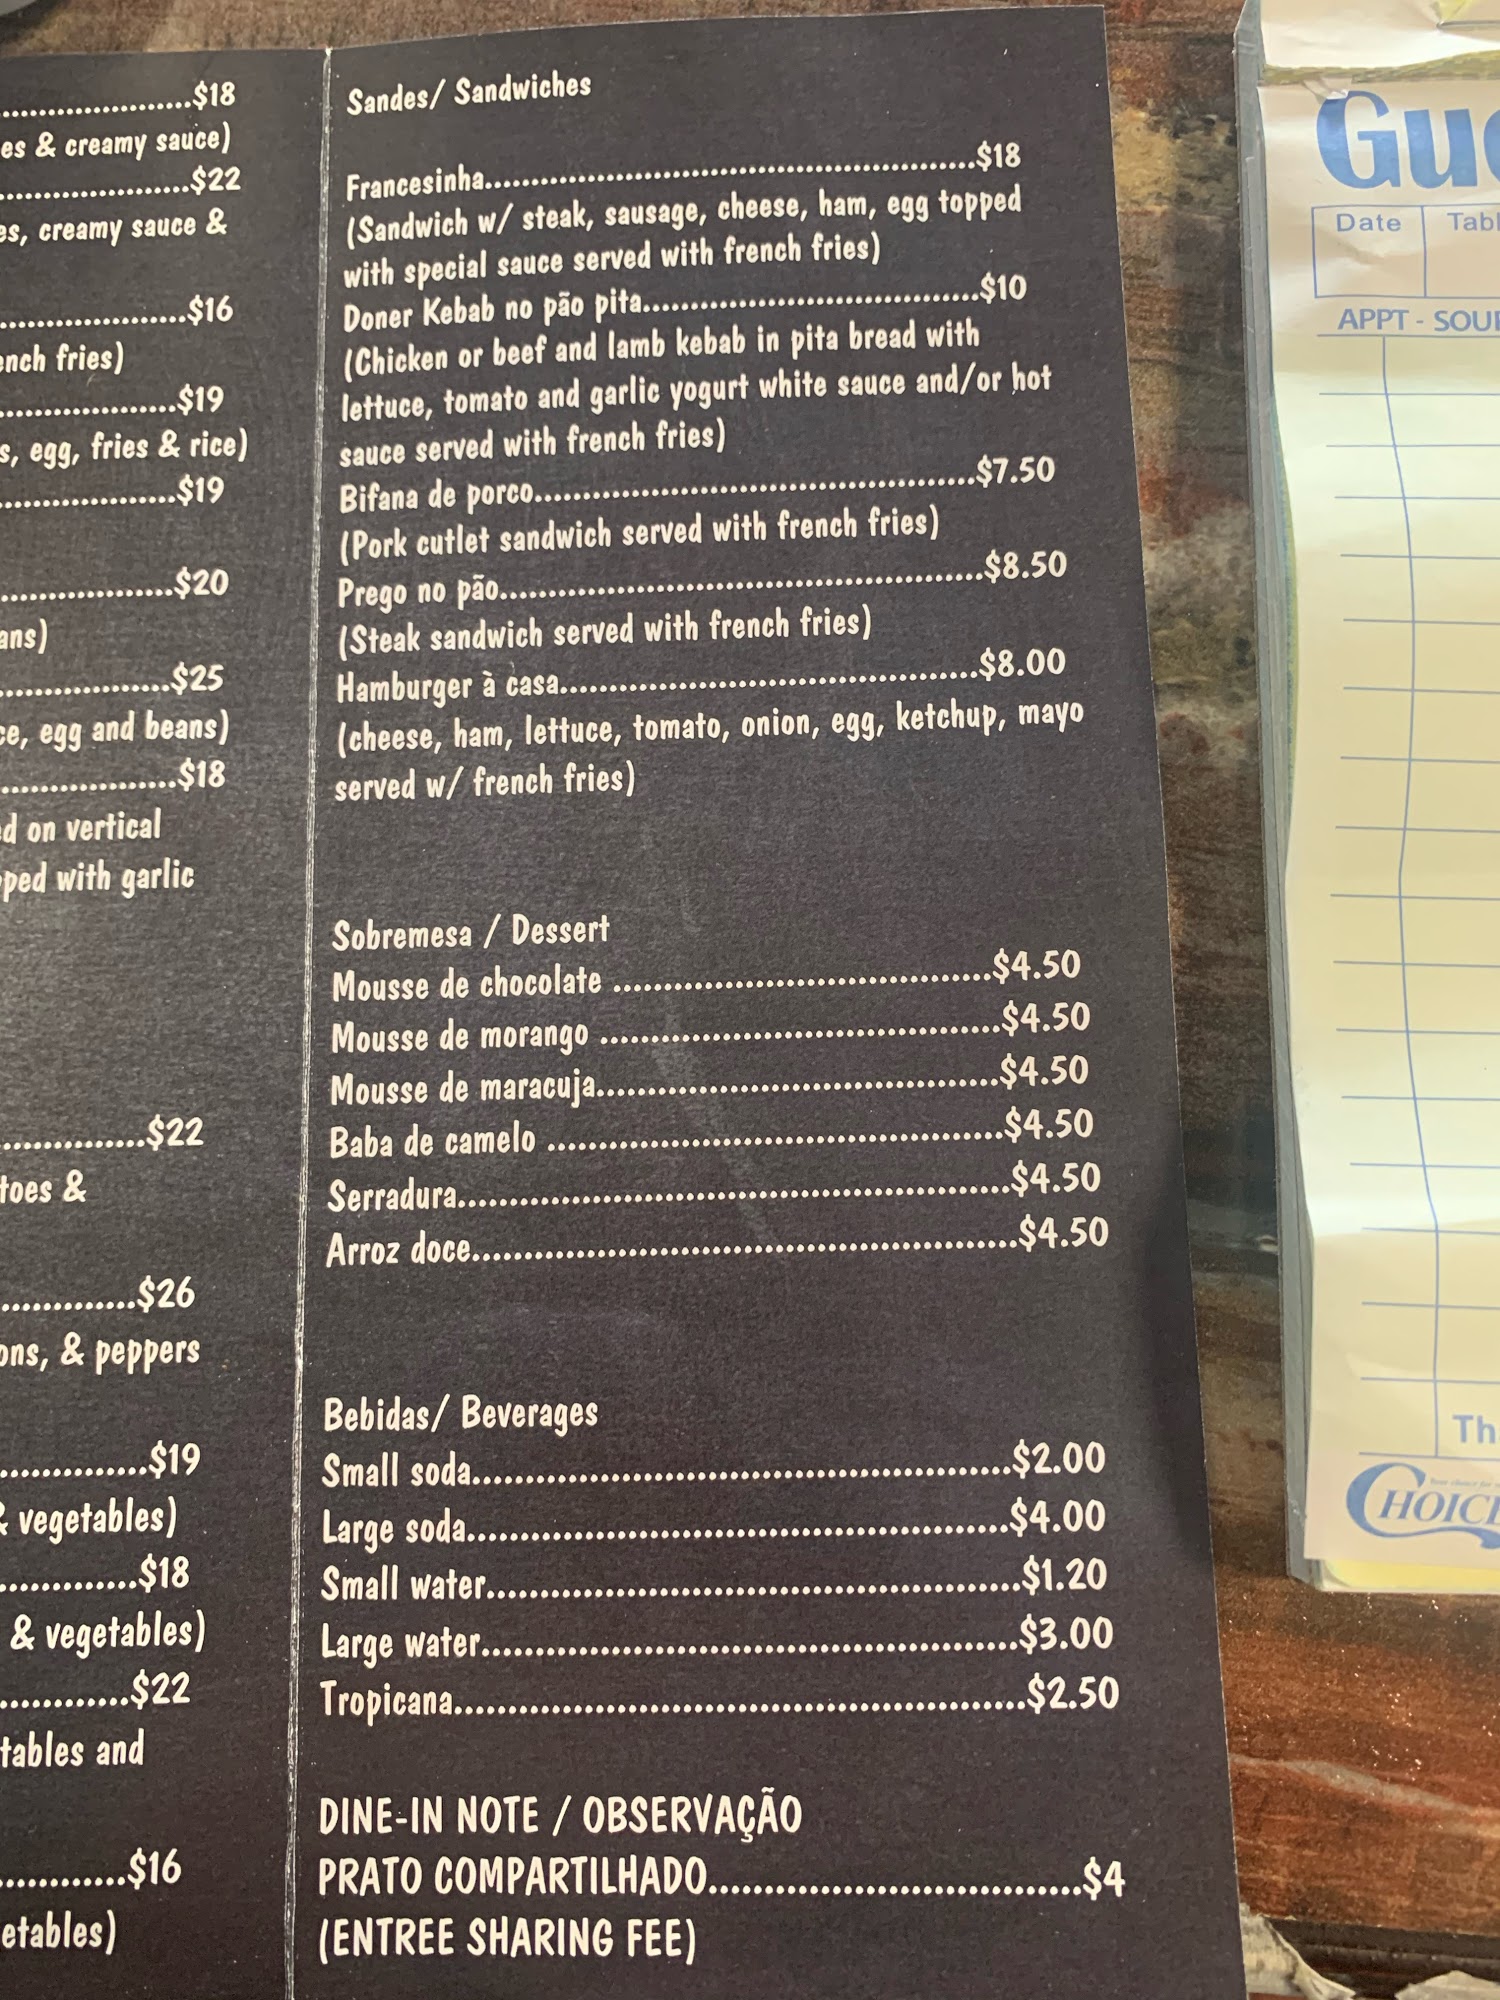 $18
es & creamy sauce)
$22
es, creamy sauce &
$16
ench fries)
$19
s, egg, fries & rice)
$19
$20
ans)
$25
ce, egg and beans)
$18
ed on vertical
pped with garlic
$22
toes &
$26
ons, & peppers
$19
& vegetables)
$18
& vegetables)
$22
tables and
$16
etables)
Sandes/ Sandwiches
Francesinha.....$18
(Sandwich w/ steak, sausage, cheese, ham, egg topped
with special sauce served with french fries)
Doner Kebab no pão pita.....$10
(Chicken or beef and lamb kebab in pita bread with
lettuce, tomato and garlic yogurt white sauce and/or hot
sauce served with french fries)
Bifana de porco.....$7.50
(Pork cutlet sandwich served with french fries)
Prego no pão.....$8.50
(Steak sandwich served with french fries)
Hamburger à casa.....$8.00
(cheese, ham, lettuce, tomato, onion, egg, ketchup, mayo
served w/ french fries)
Sobremesa / Dessert
Mousse de chocolate .....$4.50
Mousse de morango .....$4.50
Mousse de maracuja.....$4.50
Baba de camelo .....$4.50
Serradura.....$4.50
Arroz doce.....$4.50
Bebidas/ Beverages
Small soda.....$2.00
Large soda.....$4.00
Small water.....$1.20
Large water.....$3.00
Tropicana.....$2.50
DINE-IN NOTE / OBSERVAÇÃO
PRATO COMPARTILHADO.....$4
(ENTREE SHARING FEE)
Gue
Date Tabl
APPT - SOUP
Th
CHOICE